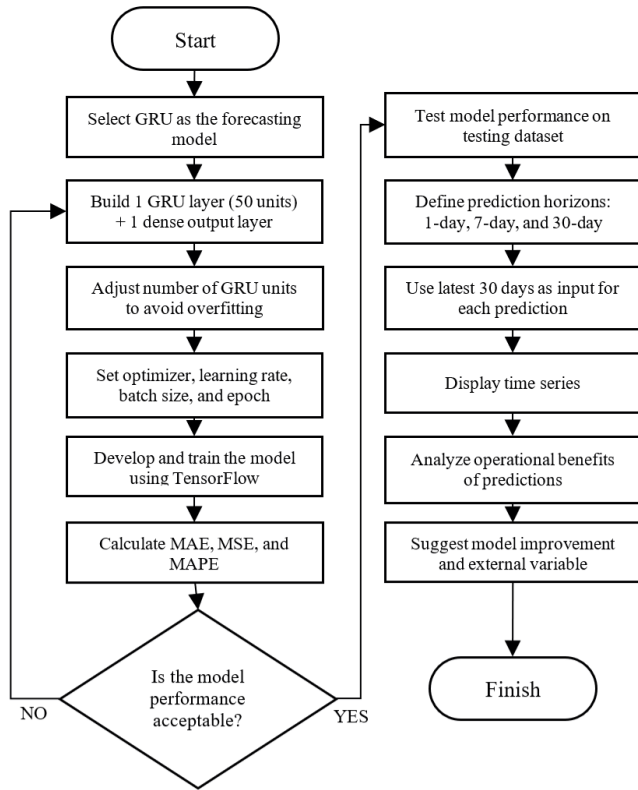 Start
Select GRU as the forecasting
model
Build 1 GRU layer (50 units)
+ 1 dense output layer
Adjust number of GRU units
to avoid overfitting
Set optimizer, learning rate,
batch size, and epoch
Develop and train the model
using TensorFlow
Calculate MAE, MSE, and
MAPE
Is the model
performance
acceptable?
NO
YES
Test model performance on
testing dataset
Define prediction horizons:
1-day, 7-day, and 30-day
Use latest 30 days as input for
each prediction
Display time series
Analyze operational benefits
of predictions
Suggest model improvement
and external variable
Finish